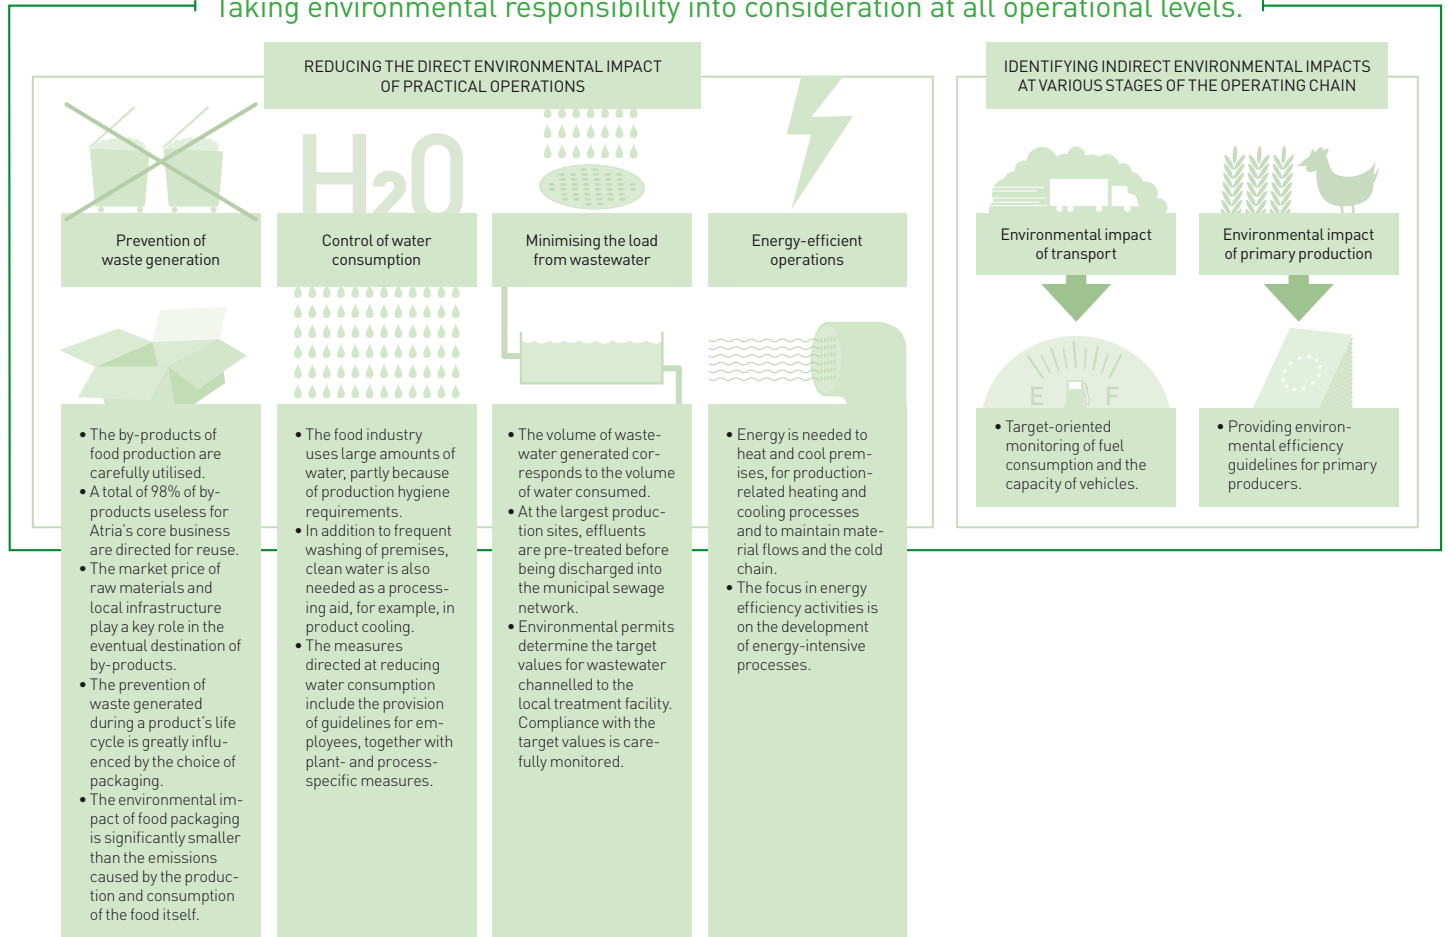 Taking environmental responsibility into consideration at all operational levels.
REDUCING THE DIRECT ENVIRONMENTAL IMPACT
OF PRACTICAL OPERATIONS
H2O
Prevention of
waste generation
Control of water
consumption
Minimising the load
from wastewater
Energy-efficient
operations
• The by-products of
food production are
carefully utilised.
• A total of 98% of by-
products useless for
Atria's core business
are directed for reuse.
• The market price of
raw materials and
local infrastructure
play a key role in the
eventual destination of
by-products.
• The prevention of
waste generated
during a product's life
cycle is greatly influ-
enced by the choice of
packaging.
• The environmental im-
pact of food packaging
is significantly smaller
than the emissions
caused by the produc-
tion and consumption
of the food itself.
• The food industry
uses large amounts of
water, partly because
of production hygiene
requirements.
• In addition to frequent
washing of premises,
clean water is also
needed as a process-
ing aid, for example, in
product cooling.
• The measures
directed at reducing
water consumption
include the provision
of guidelines for em-
ployees, together with
plant- and process-
specific measures.
• The volume of waste-
water generated cor-
responds to the volume
of water consumed.
• At the largest produc-
tion sites, effluents
are pre-treated before
being discharged into
the municipal sewage
network.
• Environmental permits
determine the target
values for wastewater
channelled to the
local treatment facility.
Compliance with the
target values is care-
fully monitored.
• Energy is needed to
heat and cool prem-
ises, for production-
related heating and
cooling processes
and to maintain mate-
rial flows and the cold
chain.
• The focus in energy
efficiency activities is
on the development
of energy-intensive
processes.
IDENTIFYING INDIRECT ENVIRONMENTAL IMPACTS
AT VARIOUS STAGES OF THE OPERATING CHAIN
Environmental impact
of transport
Environmental impact
of primary production
E F
• Target-oriented
monitoring of fuel
consumption and the
capacity of vehicles.
• Providing environ-
mental efficiency
guidelines for primary
producers.